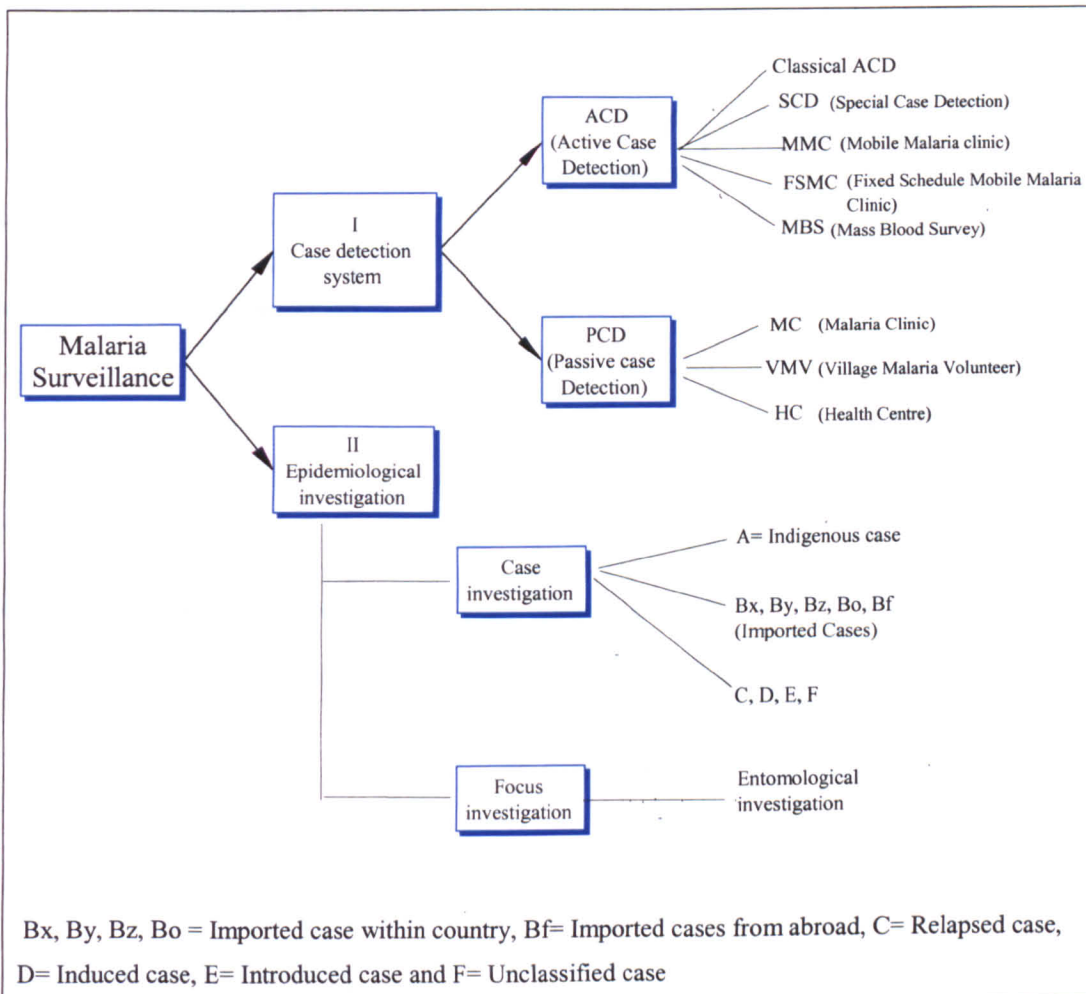 Malaria
Surveillance
I
Case detection
system
II
Epidemiological
investigation
ACD
(Active Case
Detection)
Classical ACD
SCD (Special Case Detection)
MMC (Mobile Malaria clinic)
FSMC (Fixed Schedule Mobile Malaria
Clinic)
MBS (Mass Blood Survey)
PCD
(Passive case
Detection)
MC (Malaria Clinic)
VMV (Village Malaria Volunteer)
HC (Health Centre)
Case
investigation
A= Indigenous case
Bx, By, Bz, Bo, Bf
(Imported Cases)
C, D, E, F
Focus
investigation
Entomological
investigation
Bx, By, Bz, Bo = Imported case within country, Bf= Imported cases from abroad, C= Relapsed case,
D= Induced case, E= Introduced case and F= Unclassified case